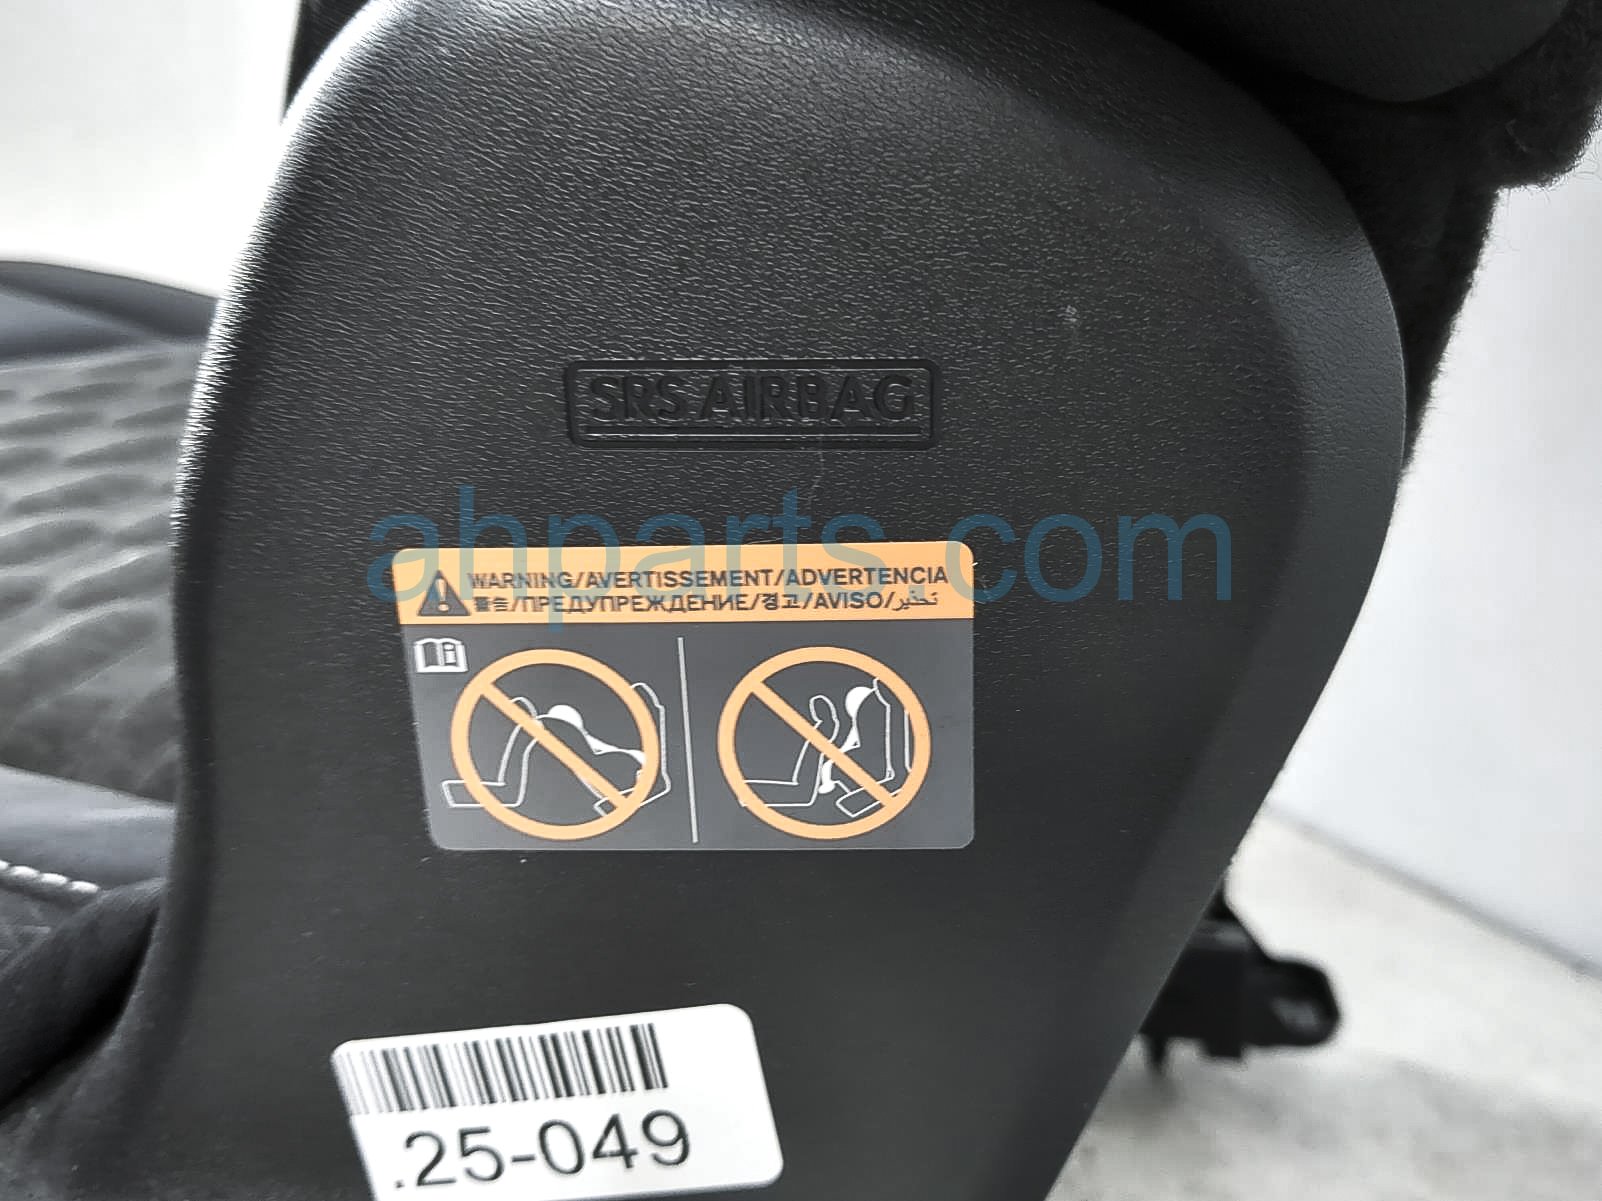 SRS AIRBAG
ahparts.com
WARNING/AVERTISSEMENT/ADVERTENCIA
警告/ПРЕДУПРЕЖДЕНИЕ/경고/AVISO/تحذير
.25-049